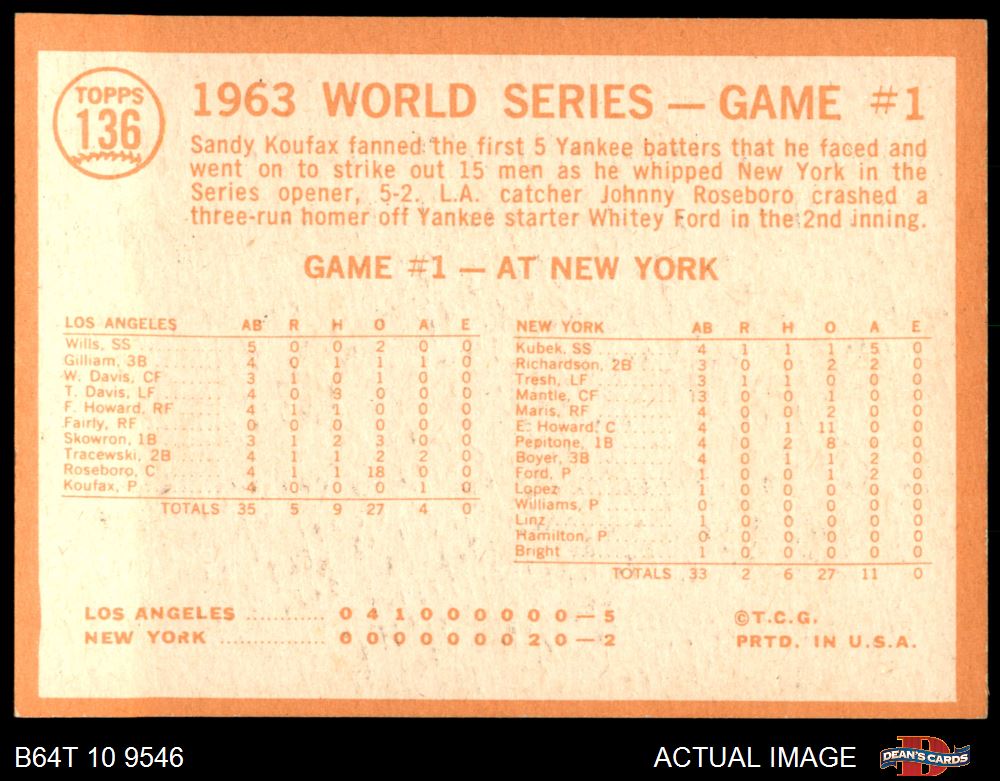 TOPPS
136
1963 WORLD SERIES — GAME #1
Sandy Koufax fanned the first 5 Yankee batters that he faced and
went on to strike out 15 men as he whipped New York in the
Series opener, 5-2. L.A. catcher Johnny Roseboro crashed a
three-run homer off Yankee starter Whitey Ford in the 2nd inning.
GAME #1 — AT NEW YORK
LOS ANGELES AB R H O A E
Wills, SS 5 0 0 2 0 0
Gilliam, 3B 4 0 1 1 1 0
W. Davis, CF 3 1 0 1 0 0
T. Davis, LF 4 0 3 0 0 0
F. Howard, RF 4 1 1 0 0 0
Fairly, RF 0 0 0 0 0 0
Skowron, 1B 3 1 2 3 0 0
Tracewski, 2B 4 1 1 2 2 0
Roseboro, C 4 1 1 18 0 0
Koufax, P 4 0 0 0 1 0
TOTALS 35 5 9 27 4 0
NEW YORK AB R H O A E
Kubek, SS 4 1 1 1 5 0
Richardson, 2B 3 0 0 2 2 0
Tresh, LF 3 1 1 0 0 0
Mantle, CF 3 0 0 1 0 0
Maris, RF 4 0 0 2 0 0
E. Howard, C 4 0 1 11 0 0
Pepitone, 1B 4 0 2 8 0 0
Boyer, 3B 4 0 1 1 2 0
Ford, P 1 0 0 1 2 0
Lopez 1 0 0 0 0 0
Williams, P 0 0 0 0 0 0
Linz 1 0 0 0 0 0
Hamilton, P 0 0 0 0 0 0
Bright 1 0 0 0 0 0
TOTALS 33 2 6 27 11 0
LOS ANGELES ............ 0 4 1 0 0 0 0 0 0 — 5
NEW YORK ............... 0 0 0 0 0 0 0 2 0 — 2
©T.C.G.
PRTD. IN U.S.A.
B64T 10 9546
ACTUAL IMAGE
DEAN'S CARDS